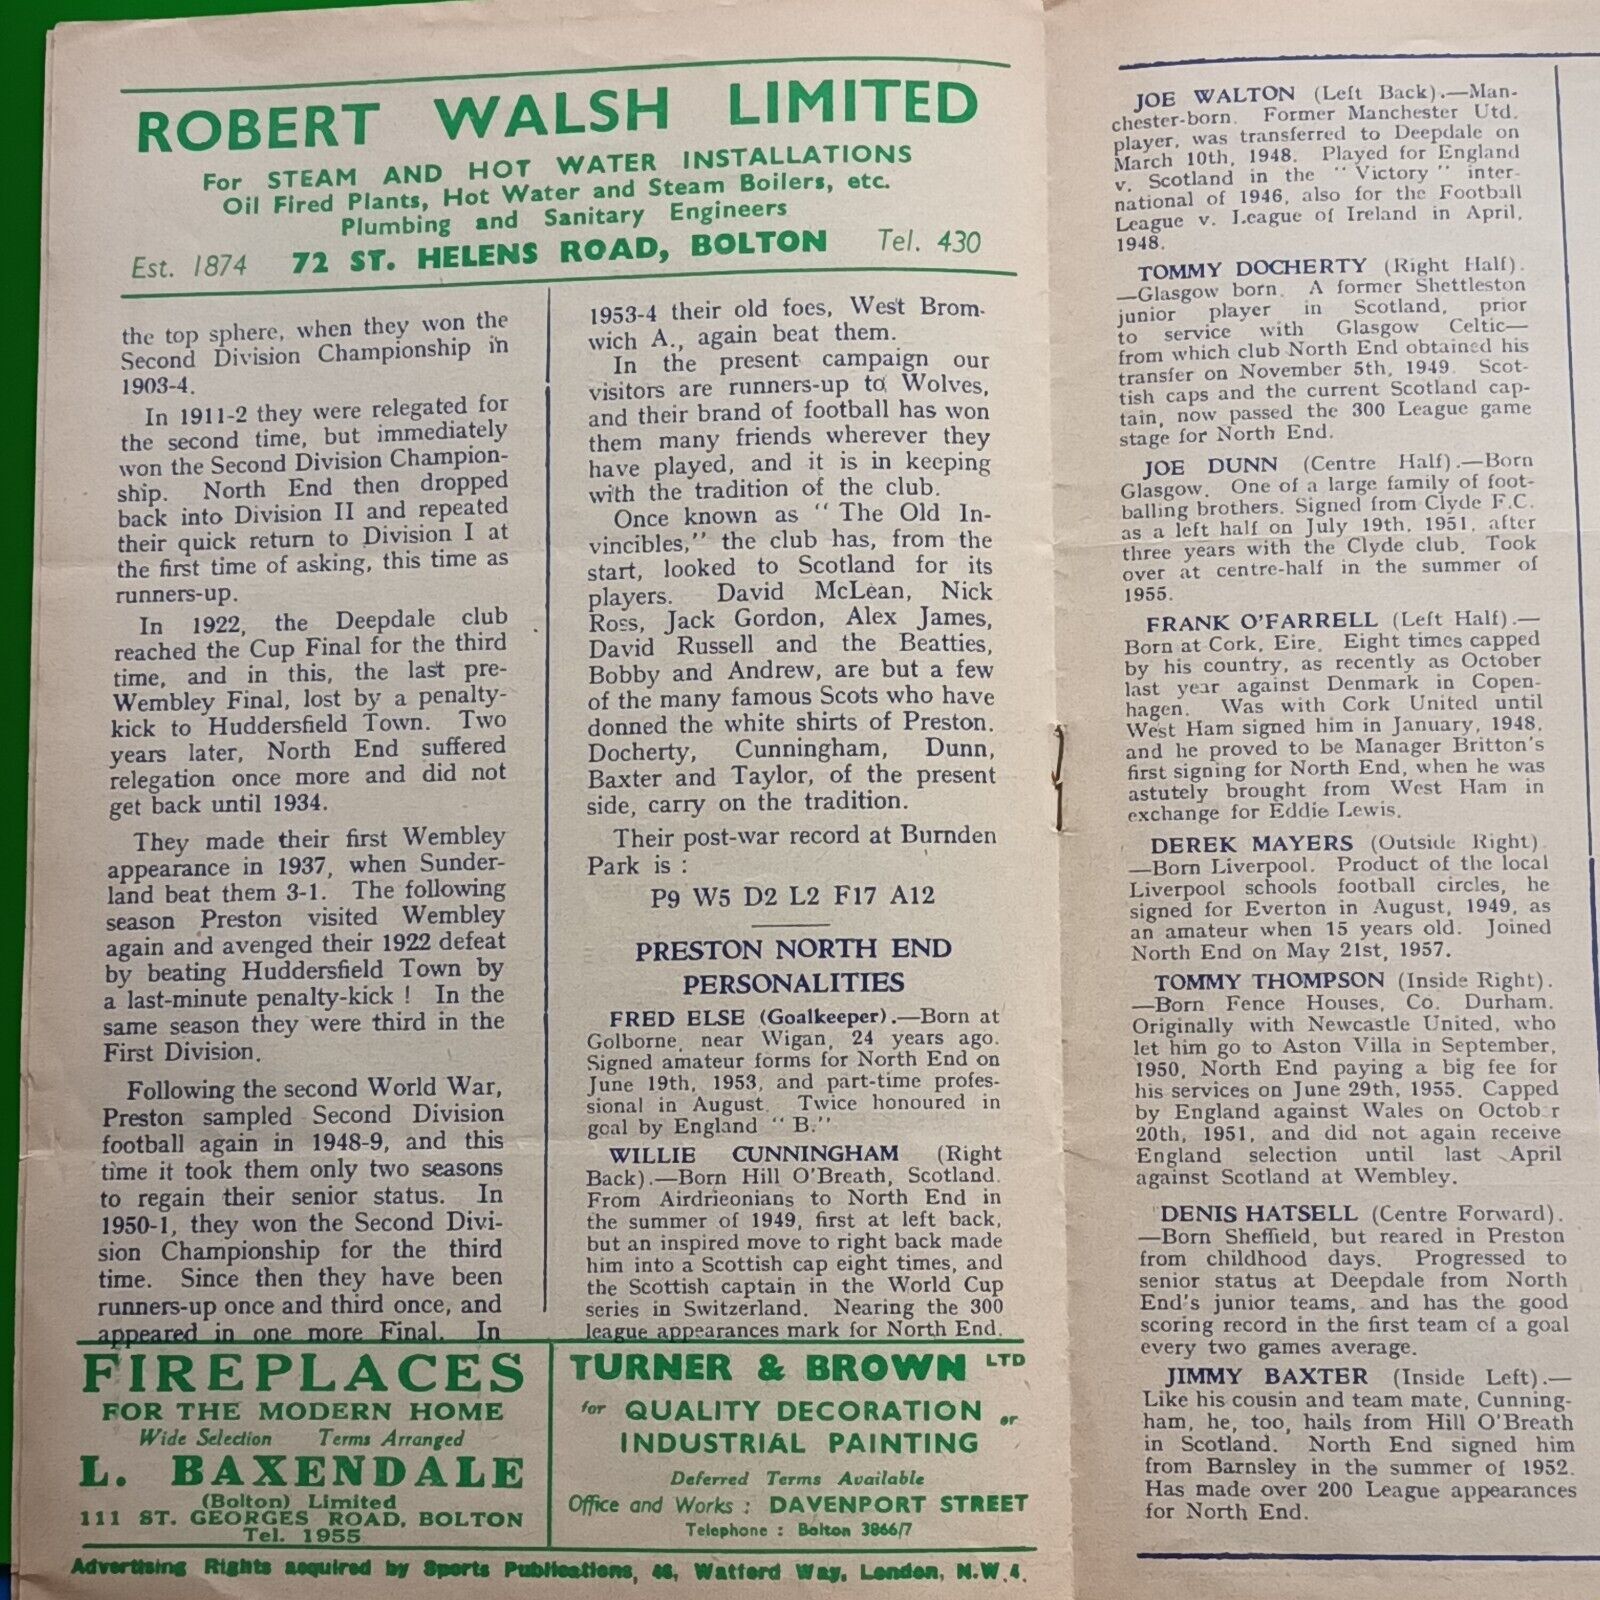 ROBERT WALSH LIMITED
For STEAM AND HOT WATER INSTALLATIONS
Oil Fired Plants, Hot Water and Steam Boilers, etc.
Plumbing and Sanitary Engineers
Est. 1874 72 ST. HELENS ROAD, BOLTON Tel. 430
the top sphere, when they won the
Second Division Championship in
1903-4.
In 1911-2 they were relegated for
the second time, but immediately
won the Second Division Champion-
ship. North End then dropped
back into Division II and repeated
their quick return to Division I at
the first time of asking, this time as
runners-up.
In 1922, the Deepdale club
reached the Cup Final for the third
time, and in this, the last pre-
Wembley Final, lost by a penalty-
kick to Huddersfield Town. Two
years later, North End suffered
relegation once more and did not
get back until 1934.
They made their first Wembley
appearance in 1937, when Sunder-
land beat them 3-1. The following
season Preston visited Wembley
again and avenged their 1922 defeat
by beating Huddersfield Town by
a last-minute penalty-kick ! In the
same season they were third in the
First Division.
Following the second World War,
Preston sampled Second Division
football again in 1948-9, and this
time it took them only two seasons
to regain their senior status. In
1950-1, they won the Second Divi-
sion Championship for the third
time. Since then they have been
runners-up once and third once, and
appeared in one more Final. In
1953-4 their old foes, West Brom-
wich A., again beat them.
In the present campaign our
visitors are runners-up to Wolves,
and their brand of football has won
them many friends wherever they
have played, and it is in keeping
with the tradition of the club.
Once known as "The Old In-
vincibles," the club has, from the
start, looked to Scotland for its
players. David McLean, Nick
Ross, Jack Gordon, Alex James,
David Russell and the Beatties,
Bobby and Andrew, are but a few
of the many famous Scots who have
donned the white shirts of Preston.
Docherty, Cunningham, Dunn,
Baxter and Taylor, of the present
side, carry on the tradition.
Their post-war record at Burnden
Park is :
P9 W5 D2 L2 F17 A12
PRESTON NORTH END
PERSONALITIES
FRED ELSE (Goalkeeper).—Born at
Golborne, near Wigan, 24 years ago.
Signed amateur forms for North End on
June 19th, 1953, and part-time profes-
sional in August. Twice honoured in
goal by England "B."
WILLIE CUNNINGHAM (Right
Back).—Born Hill O'Breath, Scotland.
From Airdrieonians to North End in
the summer of 1949, first at left back,
but an inspired move to right back made
him into a Scottish cap eight times, and
the Scottish captain in the World Cup
series in Switzerland. Nearing the 300
league appearances mark for North End.
FIREPLACES
FOR THE MODERN HOME
Wide Selection Terms Arranged
L. BAXENDALE
(Bolton) Limited
111 ST. GEORGES ROAD, BOLTON
Tel. 1955
TURNER & BROWN LTD
for QUALITY DECORATION or
INDUSTRIAL PAINTING
Deferred Terms Available
Office and Works : DAVENPORT STREET
Telephone : Bolton 3866/7
Advertising Rights acquired by Sports Publications, 46, Watford Way, London, N.W.4.
JOE WALTON (Left Back).—Man-
chester-born. Former Manchester Utd.
player, was transferred to Deepdale on
March 10th, 1948. Played for England
v. Scotland in the "Victory" inter-
national of 1946, also for the Football
League v. League of Ireland in April,
1948.
TOMMY DOCHERTY (Right Half).
—Glasgow born. A former Shettleston
junior player in Scotland, prior
to service with Glasgow Celtic—
from which club North End obtained his
transfer on November 5th, 1949. Scot-
tish caps and the current Scotland cap-
tain, now passed the 300 League game
stage for North End.
JOE DUNN (Centre Half).—Born
Glasgow. One of a large family of foot-
balling brothers. Signed from Clyde F.C.
as a left half on July 19th, 1951, after
three years with the Clyde club. Took
over at centre-half in the summer of
1955.
FRANK O'FARRELL (Left Half).—
Born at Cork, Eire. Eight times capped
by his country, as recently as October
last year against Denmark in Copen-
hagen. Was with Cork United until
West Ham signed him in January, 1948,
and he proved to be Manager Britton's
first signing for North End, when he was
astutely brought from West Ham in
exchange for Eddie Lewis.
DEREK MAYERS (Outside Right)
—Born Liverpool. Product of the local
Liverpool schools football circles, he
signed for Everton in August, 1949, as
an amateur when 15 years old. Joined
North End on May 21st, 1957.
TOMMY THOMPSON (Inside Right).
—Born Fence Houses, Co. Durham.
Originally with Newcastle United, who
let him go to Aston Villa in September,
1950, North End paying a big fee for
his services on June 29th, 1955. Capped
by England against Wales on October
20th, 1951, and did not again receive
England selection until last April
against Scotland at Wembley.
DENIS HATSELL (Centre Forward).
—Born Sheffield, but reared in Preston
from childhood days. Progressed to
senior status at Deepdale from North
End's junior teams, and has the good
scoring record in the first team of a goal
every two games average.
JIMMY BAXTER (Inside Left).—
Like his cousin and team mate, Cunning-
ham, he, too, hails from Hill O'Breath
in Scotland. North End signed him
from Barnsley in the summer of 1952.
Has made over 200 League appearances
for North End.